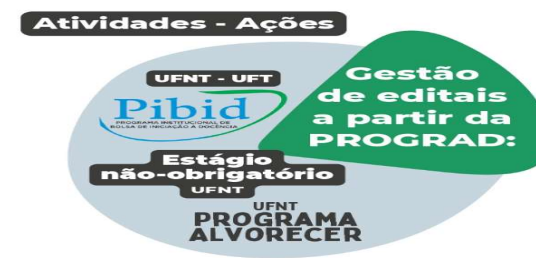 Atividades - Ações
UFNT - UFT
Pibid
PROGRAMA INSTITUCIONAL DE
BOLSA DE INICIAÇÃO À DOCÊNCIA
Estágio
não-obrigatório
UFNT
UFNT
PROGRAMA
ALVORECER
Gestão
de editais
a partir da
PROGRAD: